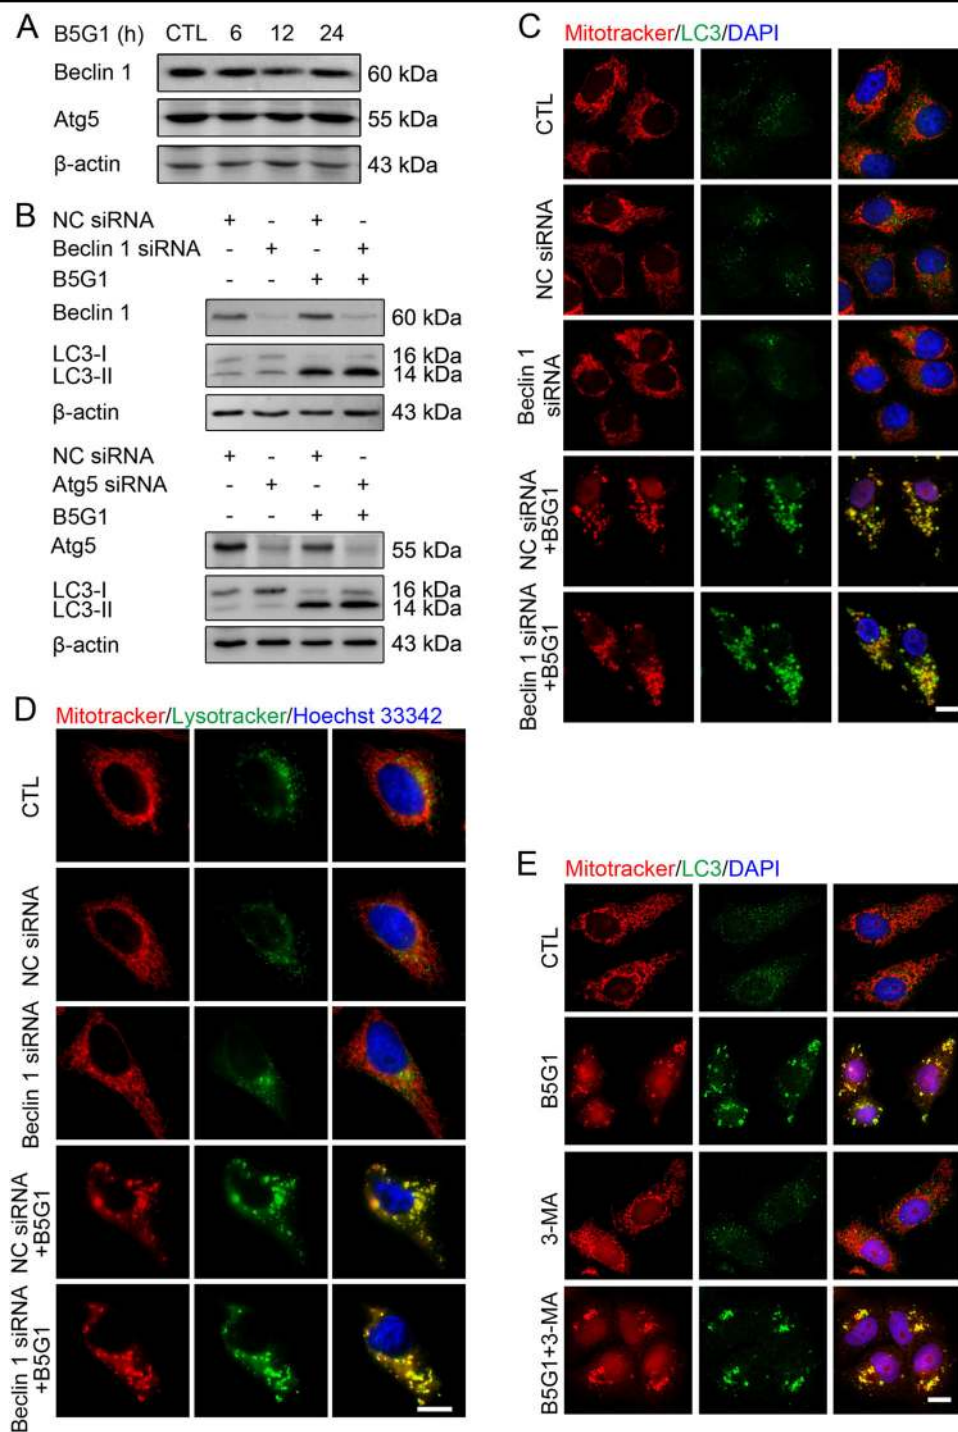 A
B5G1 (h) CTL 6 12 24
Beclin 1 60 kDa
Atg5 55 kDa
β-actin 43 kDa
B
NC siRNA + - + -
Beclin 1 siRNA - + - +
B5G1 - - + +
Beclin 1 60 kDa
LC3-I 16 kDa
LC3-II 14 kDa
β-actin 43 kDa
NC siRNA + - + -
Atg5 siRNA - + - +
B5G1 - - + +
Atg5 55 kDa
LC3-I 16 kDa
LC3-II 14 kDa
β-actin 43 kDa
C
Mitotracker/LC3/DAPI
CTL
NC siRNA
Beclin 1
siRNA
NC siRNA
+B5G1
Beclin 1 siRNA
+B5G1
D
Mitotracker/Lysotracker/Hoechst 33342
CTL
NC siRNA
Beclin 1 siRNA
NC siRNA
+B5G1
Beclin 1 siRNA
+B5G1
E
Mitotracker/LC3/DAPI
CTL
B5G1
3-MA
B5G1+3-MA